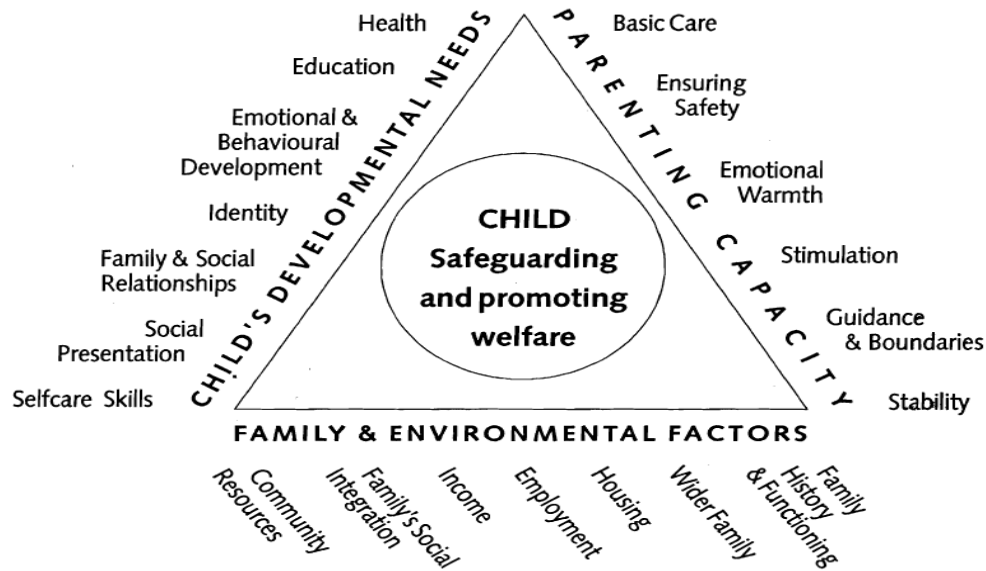 Health
Education
Emotional &
Behavioural
Development
Identity
Family & Social
Relationships
Social
Presentation
Selfcare Skills
CHILD'S DEVELOPMENTAL NEEDS
PARENTING CAPACITY
Basic Care
Ensuring
Safety
Emotional
Warmth
Stimulation
Guidance
& Boundaries
Stability
CHILD
Safeguarding
and promoting
welfare
FAMILY & ENVIRONMENTAL FACTORS
Community
Resources
Family's Social
Integration
Income
Employment
Housing
Wider Family
Family
History
& Functioning